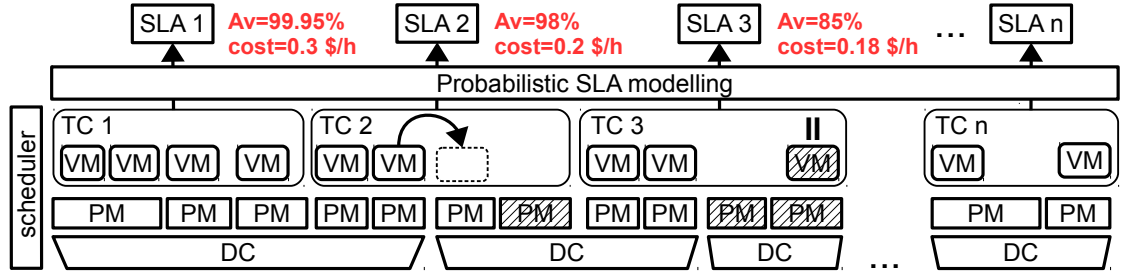 SLA 1
Av=99.95%
cost=0.3 $/h
SLA 2
Av=98%
cost=0.2 $/h
SLA 3
Av=85%
cost=0.18 $/h
...
SLA n
Probabilistic SLA modelling
scheduler
TC 1
VM VM VM VM
TC 2
VM VM
TC 3
VM VM VM
TC n
VM VM
PM PM PM PM PM PM PM PM PM PM PM PM PM
DC DC DC ... DC